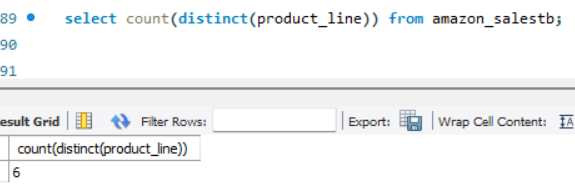 89 select count(distinct(product_line)) from amazon_salestb;
90
91
esult Grid Filter Rows: Export: Wrap Cell Content: IA
count(distinct(product_line))
6